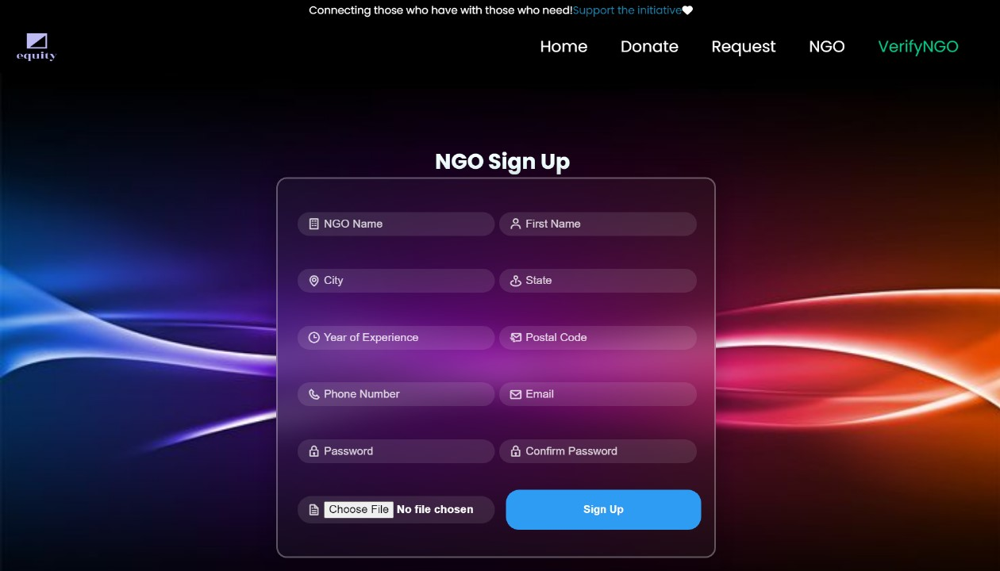 Connecting those who have with those who need!Support the initiative
equity
Home Donate Request NGO VerifyNGO
NGO Sign Up
NGO Name First Name
City State
Year of Experience Postal Code
Phone Number Email
Password Confirm Password
Choose File No file chosen Sign Up